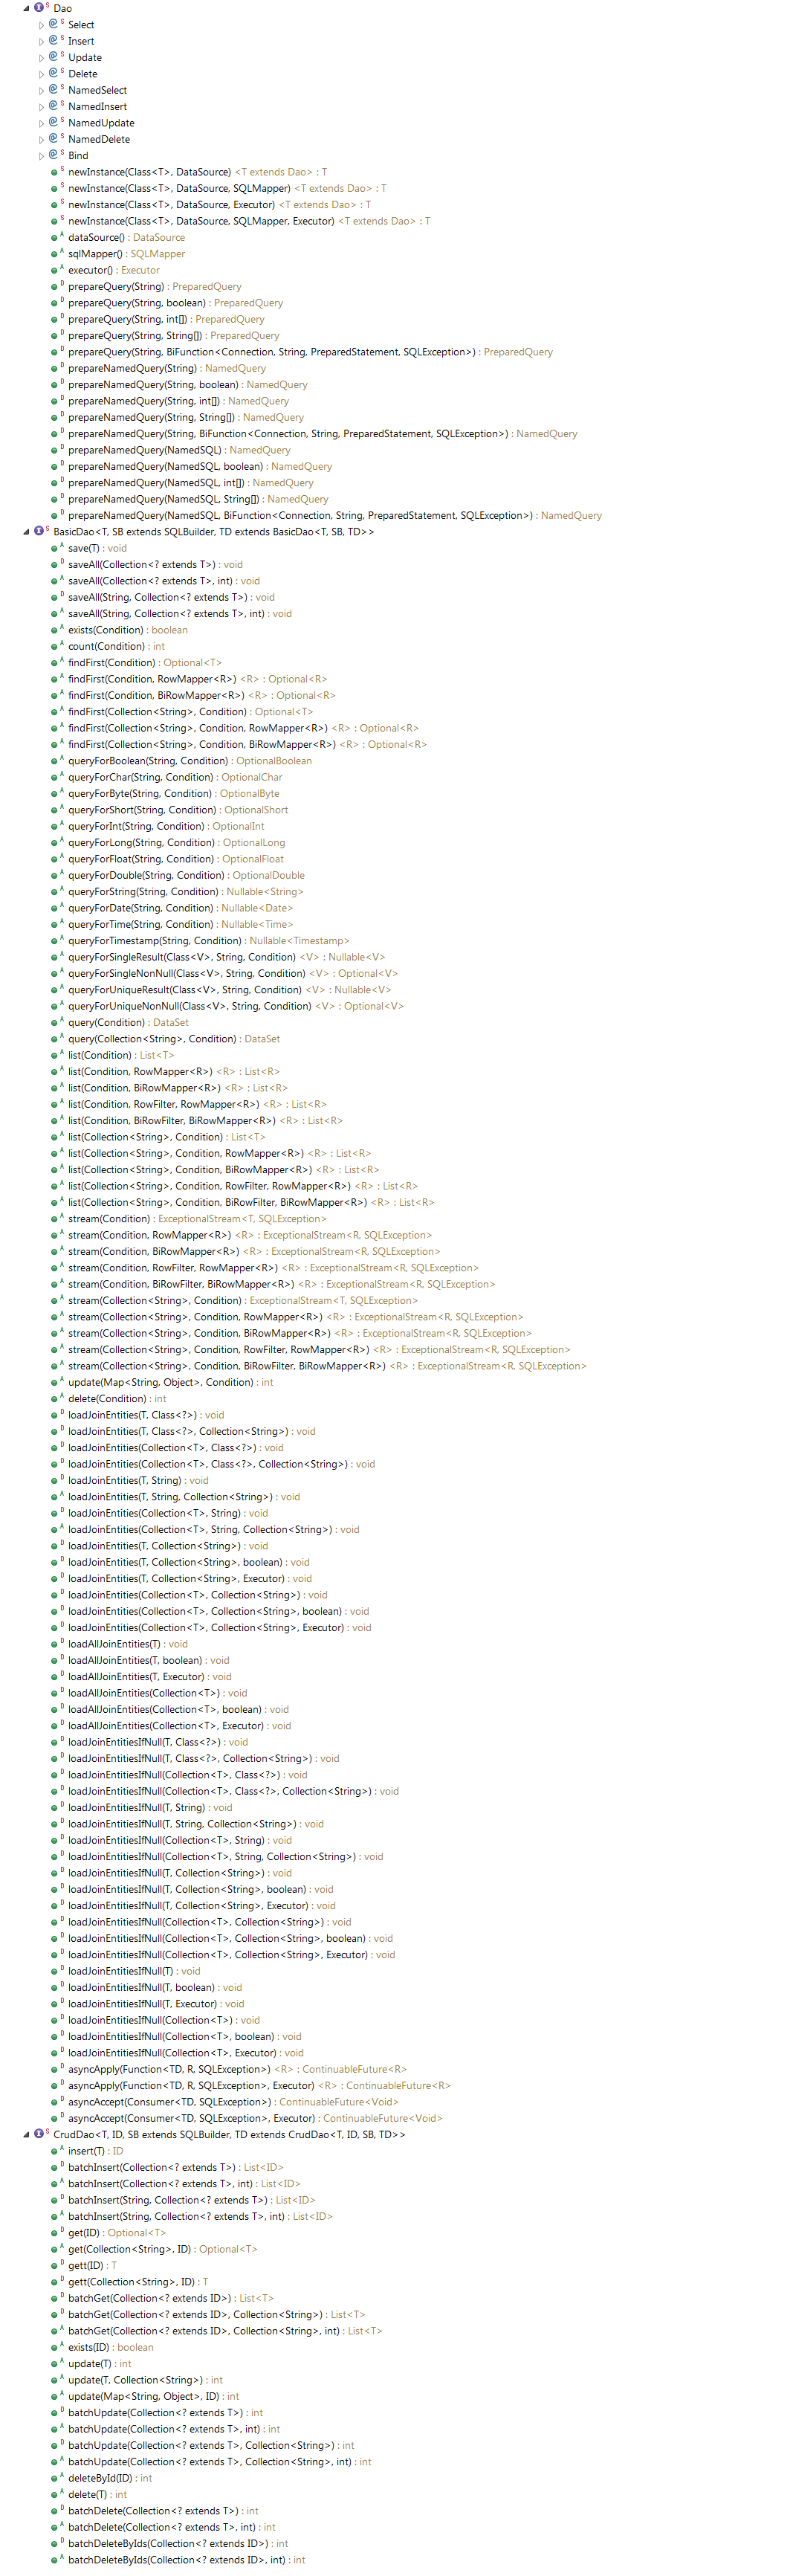 Dao
Select
Insert
Update
Delete
NamedSelect
NamedInsert
NamedUpdate
NamedDelete
Bind
newInstance(Class<T>, DataSource) <T extends Dao> : T
newInstance(Class<T>, DataSource, SQLMapper) <T extends Dao> : T
newInstance(Class<T>, DataSource, Executor) <T extends Dao> : T
newInstance(Class<T>, DataSource, SQLMapper, Executor) <T extends Dao> : T
dataSource() : DataSource
sqlMapper() : SQLMapper
executor() : Executor
prepareQuery(String) : PreparedQuery
prepareQuery(String, boolean) : PreparedQuery
prepareQuery(String, int[]) : PreparedQuery
prepareQuery(String, String[]) : PreparedQuery
prepareQuery(String, BiFunction<Connection, String, PreparedStatement, SQLException>) : PreparedQuery
prepareNamedQuery(String) : NamedQuery
prepareNamedQuery(String, boolean) : NamedQuery
prepareNamedQuery(String, int[]) : NamedQuery
prepareNamedQuery(String, String[]) : NamedQuery
prepareNamedQuery(String, BiFunction<Connection, String, PreparedStatement, SQLException>) : NamedQuery
prepareNamedQuery(NamedSQL) : NamedQuery
prepareNamedQuery(NamedSQL, boolean) : NamedQuery
prepareNamedQuery(NamedSQL, int[]) : NamedQuery
prepareNamedQuery(NamedSQL, String[]) : NamedQuery
prepareNamedQuery(NamedSQL, BiFunction<Connection, String, PreparedStatement, SQLException>) : NamedQuery
BasicDao<T, SB extends SQLBuilder, TD extends BasicDao<T, SB, TD>>
save(T) : void
saveAll(Collection<? extends T>) : void
saveAll(Collection<? extends T>, int) : void
saveAll(String, Collection<? extends T>) : void
saveAll(String, Collection<? extends T>, int) : void
exists(Condition) : boolean
count(Condition) : int
findFirst(Condition) : Optional<T>
findFirst(Condition, RowMapper<R>) <R> : Optional<R>
findFirst(Condition, BiRowMapper<R>) <R> : Optional<R>
findFirst(Collection<String>, Condition) : Optional<T>
findFirst(Collection<String>, Condition, RowMapper<R>) <R> : Optional<R>
findFirst(Collection<String>, Condition, BiRowMapper<R>) <R> : Optional<R>
queryForBoolean(String, Condition) : OptionalBoolean
queryForChar(String, Condition) : OptionalChar
queryForByte(String, Condition) : OptionalByte
queryForShort(String, Condition) : OptionalShort
queryForInt(String, Condition) : OptionalInt
queryForLong(String, Condition) : OptionalLong
queryForFloat(String, Condition) : OptionalFloat
queryForDouble(String, Condition) : OptionalDouble
queryForString(String, Condition) : Nullable<String>
queryForDate(String, Condition) : Nullable<Date>
queryForTime(String, Condition) : Nullable<Time>
queryForTimestamp(String, Condition) : Nullable<Timestamp>
queryForSingleResult(Class<V>, String, Condition) <V> : Nullable<V>
queryForSingleNonNull(Class<V>, String, Condition) <V> : Optional<V>
queryForUniqueResult(Class<V>, String, Condition) <V> : Nullable<V>
queryForUniqueNonNull(Class<V>, String, Condition) <V> : Optional<V>
query(Condition) : DataSet
query(Collection<String>, Condition) : DataSet
list(Condition) : List<T>
list(Condition, RowMapper<R>) <R> : List<R>
list(Condition, BiRowMapper<R>) <R> : List<R>
list(Condition, RowFilter, RowMapper<R>) <R> : List<R>
list(Condition, BiRowFilter, BiRowMapper<R>) <R> : List<R>
list(Collection<String>, Condition) : List<T>
list(Collection<String>, Condition, RowMapper<R>) <R> : List<R>
list(Collection<String>, Condition, BiRowMapper<R>) <R> : List<R>
list(Collection<String>, Condition, RowFilter, RowMapper<R>) <R> : List<R>
list(Collection<String>, Condition, BiRowFilter, BiRowMapper<R>) <R> : List<R>
stream(Condition) : ExceptionalStream<T, SQLException>
stream(Condition, RowMapper<R>) <R> : ExceptionalStream<R, SQLException>
stream(Condition, BiRowMapper<R>) <R> : ExceptionalStream<R, SQLException>
stream(Condition, RowFilter, RowMapper<R>) <R> : ExceptionalStream<R, SQLException>
stream(Condition, BiRowFilter, BiRowMapper<R>) <R> : ExceptionalStream<R, SQLException>
stream(Collection<String>, Condition) : ExceptionalStream<T, SQLException>
stream(Collection<String>, Condition, RowMapper<R>) <R> : ExceptionalStream<R, SQLException>
stream(Collection<String>, Condition, BiRowMapper<R>) <R> : ExceptionalStream<R, SQLException>
stream(Collection<String>, Condition, RowFilter, RowMapper<R>) <R> : ExceptionalStream<R, SQLException>
stream(Collection<String>, Condition, BiRowFilter, BiRowMapper<R>) <R> : ExceptionalStream<R, SQLException>
update(Map<String, Object>, Condition) : int
delete(Condition) : int
loadJoinEntities(T, Class<?>) : void
loadJoinEntities(T, Class<?>, Collection<String>) : void
loadJoinEntities(Collection<T>, Class<?>) : void
loadJoinEntities(Collection<T>, Class<?>, Collection<String>) : void
loadJoinEntities(T, String) : void
loadJoinEntities(T, String, Collection<String>) : void
loadJoinEntities(Collection<T>, String) : void
loadJoinEntities(Collection<T>, String, Collection<String>) : void
loadJoinEntities(T, Collection<String>) : void
loadJoinEntities(T, Collection<String>, boolean) : void
loadJoinEntities(T, Collection<String>, Executor) : void
loadJoinEntities(Collection<T>, Collection<String>) : void
loadJoinEntities(Collection<T>, Collection<String>, boolean) : void
loadJoinEntities(Collection<T>, Collection<String>, Executor) : void
loadAllJoinEntities(T) : void
loadAllJoinEntities(T, boolean) : void
loadAllJoinEntities(T, Executor) : void
loadAllJoinEntities(Collection<T>) : void
loadAllJoinEntities(Collection<T>, boolean) : void
loadAllJoinEntities(Collection<T>, Executor) : void
loadJoinEntitiesIfNull(T, Class<?>) : void
loadJoinEntitiesIfNull(T, Class<?>, Collection<String>) : void
loadJoinEntitiesIfNull(Collection<T>, Class<?>) : void
loadJoinEntitiesIfNull(Collection<T>, Class<?>, Collection<String>) : void
loadJoinEntitiesIfNull(T, String) : void
loadJoinEntitiesIfNull(T, String, Collection<String>) : void
loadJoinEntitiesIfNull(Collection<T>, String) : void
loadJoinEntitiesIfNull(Collection<T>, String, Collection<String>) : void
loadJoinEntitiesIfNull(T, Collection<String>) : void
loadJoinEntitiesIfNull(T, Collection<String>, boolean) : void
loadJoinEntitiesIfNull(T, Collection<String>, Executor) : void
loadJoinEntitiesIfNull(Collection<T>, Collection<String>) : void
loadJoinEntitiesIfNull(Collection<T>, Collection<String>, boolean) : void
loadJoinEntitiesIfNull(Collection<T>, Collection<String>, Executor) : void
loadJoinEntitiesIfNull(T) : void
loadJoinEntitiesIfNull(T, boolean) : void
loadJoinEntitiesIfNull(T, Executor) : void
loadJoinEntitiesIfNull(Collection<T>) : void
loadJoinEntitiesIfNull(Collection<T>, boolean) : void
loadJoinEntitiesIfNull(Collection<T>, Executor) : void
asyncApply(Function<TD, R, SQLException>) <R> : ContinuableFuture<R>
asyncApply(Function<TD, R, SQLException>, Executor) <R> : ContinuableFuture<R>
asyncAccept(Consumer<TD, SQLException>) : ContinuableFuture<Void>
asyncAccept(Consumer<TD, SQLException>, Executor) : ContinuableFuture<Void>
CrudDao<T, ID, SB extends SQLBuilder, TD extends CrudDao<T, ID, SB, TD>>
insert(T) : ID
batchInsert(Collection<? extends T>) : List<ID>
batchInsert(Collection<? extends T>, int) : List<ID>
batchInsert(String, Collection<? extends T>) : List<ID>
batchInsert(String, Collection<? extends T>, int) : List<ID>
get(ID) : Optional<T>
get(Collection<String>, ID) : Optional<T>
gett(ID) : T
gett(Collection<String>, ID) : T
batchGet(Collection<? extends ID>) : List<T>
batchGet(Collection<? extends ID>, Collection<String>) : List<T>
batchGet(Collection<? extends ID>, Collection<String>, int) : List<T>
exists(ID) : boolean
update(T) : int
update(T, Collection<String>) : int
update(Map<String, Object>, ID) : int
batchUpdate(Collection<? extends T>) : int
batchUpdate(Collection<? extends T>, int) : int
batchUpdate(Collection<? extends T>, Collection<String>) : int
batchUpdate(Collection<? extends T>, Collection<String>, int) : int
deleteById(ID) : int
delete(T) : int
batchDelete(Collection<? extends T>) : int
batchDelete(Collection<? extends T>, int) : int
batchDeleteByIds(Collection<? extends ID>) : int
batchDeleteByIds(Collection<? extends ID>, int) : int